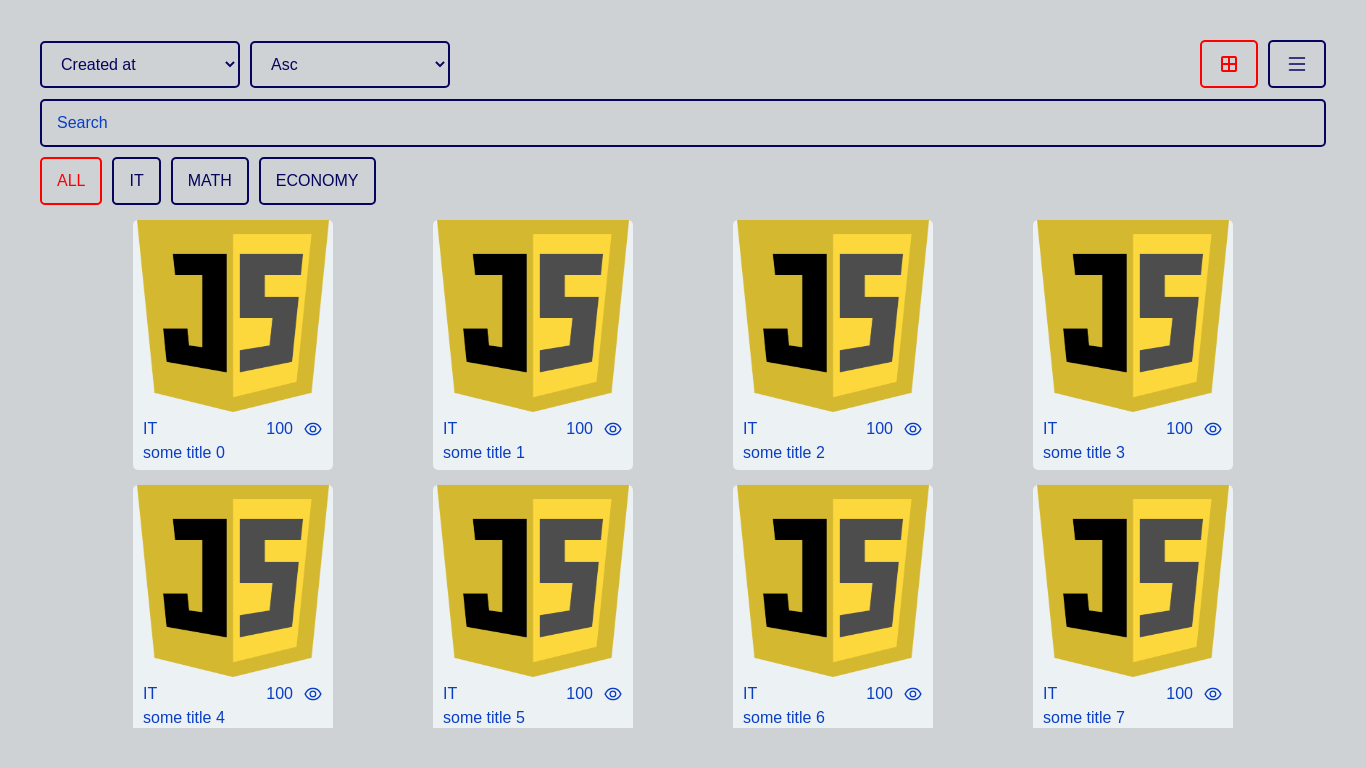 Created at Asc
Search
ALL IT MATH ECONOMY
JS JS JS JS
IT 100 IT 100 IT 100 IT 100
some title 0 some title 1 some title 2 some title 3
JS JS JS JS
IT 100 IT 100 IT 100 IT 100
some title 4 some title 5 some title 6 some title 7